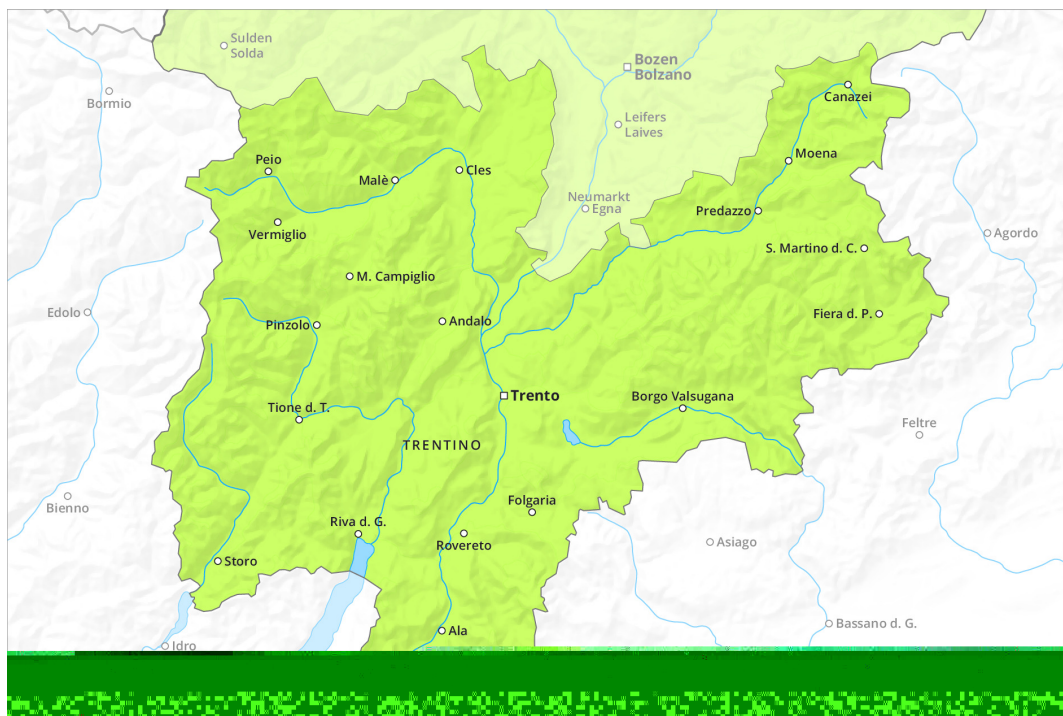 Sulden
Solda
Bozen
Bolzano
Bormio
Canazei
Leifers
Laives
Peio
Moena
Malè
Cles
Neumarkt
Egna
Predazzo
Vermiglio
Agordo
S. Martino d. C.
M. Campiglio
Edolo
Fiera d. P.
Pinzolo
Andalo
Trento
Borgo Valsugana
Tione d. T.
Feltre
TRENTINO
Bienno
Folgaria
Riva d. G.
Rovereto
Asiago
Storo
Bassano d. G.
Ala
Idro